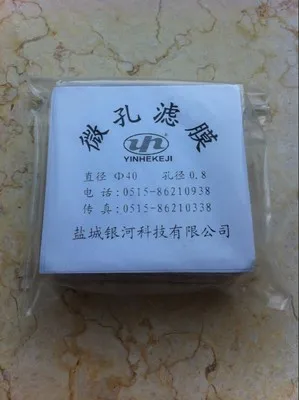 微孔滤膜
YINHEKEJI
直径 Φ40 孔径 0.8
电话:0515-86210938
传真:0515-86210338
盐城银河科技有限公司